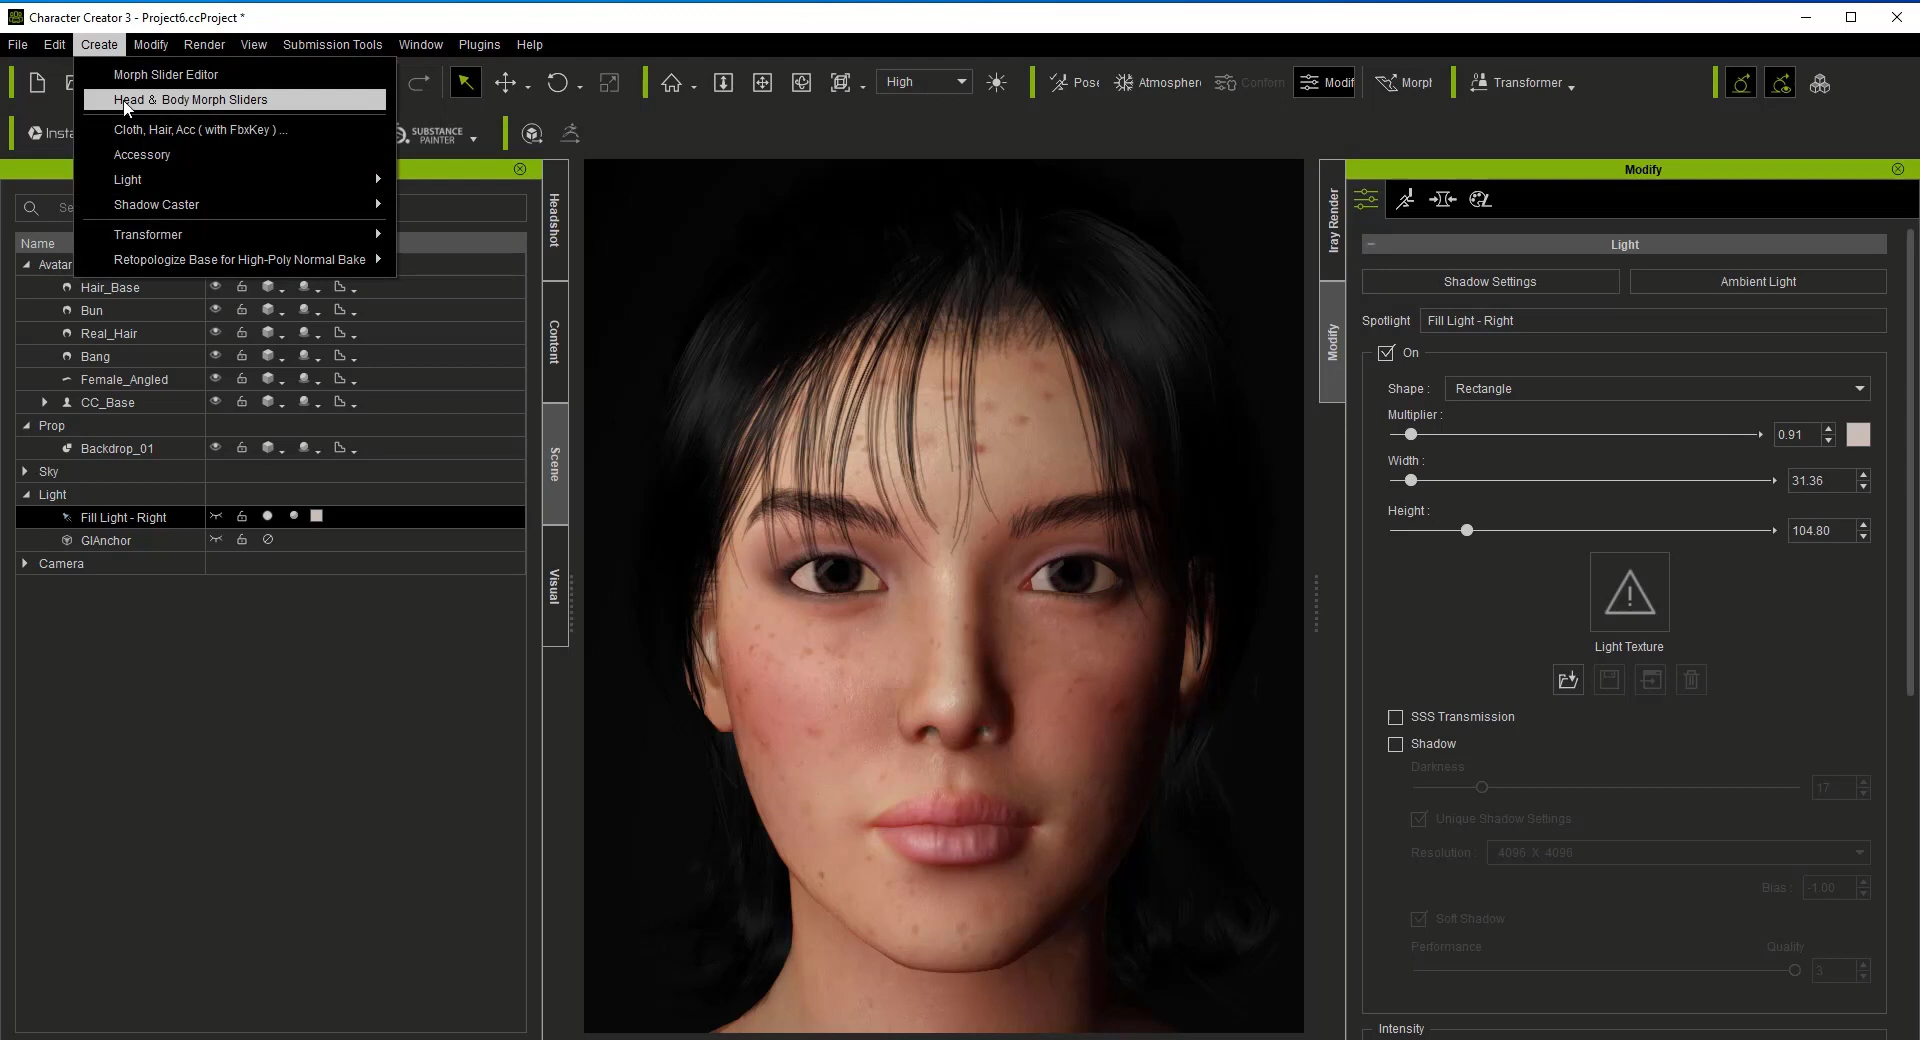 Character Creator 3 - Project6.ccProject *
File Edit Create Modify Render View Submission Tools Window Plugins Help
Morph Slider Editor
Head & Body Morph Sliders
Cloth, Hair, Acc ( with FbxKey ) ...
Accessory
Light
Shadow Caster
Transformer
Retopologize Base for High-Poly Normal Bake
High
Pose
Atmospher
Conform
Modif
Morph
Transformer
Insta
SUBSTANCE
PAINTER
Se
Name
Avatar
Hair_Base
Bun
Real_Hair
Bang
Female_Angled
CC_Base
Prop
Backdrop_01
Sky
Light
Fill Light - Right
GIAnchor
Camera
Headshot
Content
Scene
Visual
Iray Render
Modify
Modify
Light
Shadow Settings Ambient Light
Spotlight Fill Light - Right
On
Shape : Rectangle
Multiplier :
0.91
Width :
31.36
Height :
104.80
Light Texture
SSS Transmission
Shadow
Darkness
17
Unique Shadow Settings
Resolution : 4096 X 4096
Bias : -1.00
Soft Shadow
Performance Quality
3
Intensity